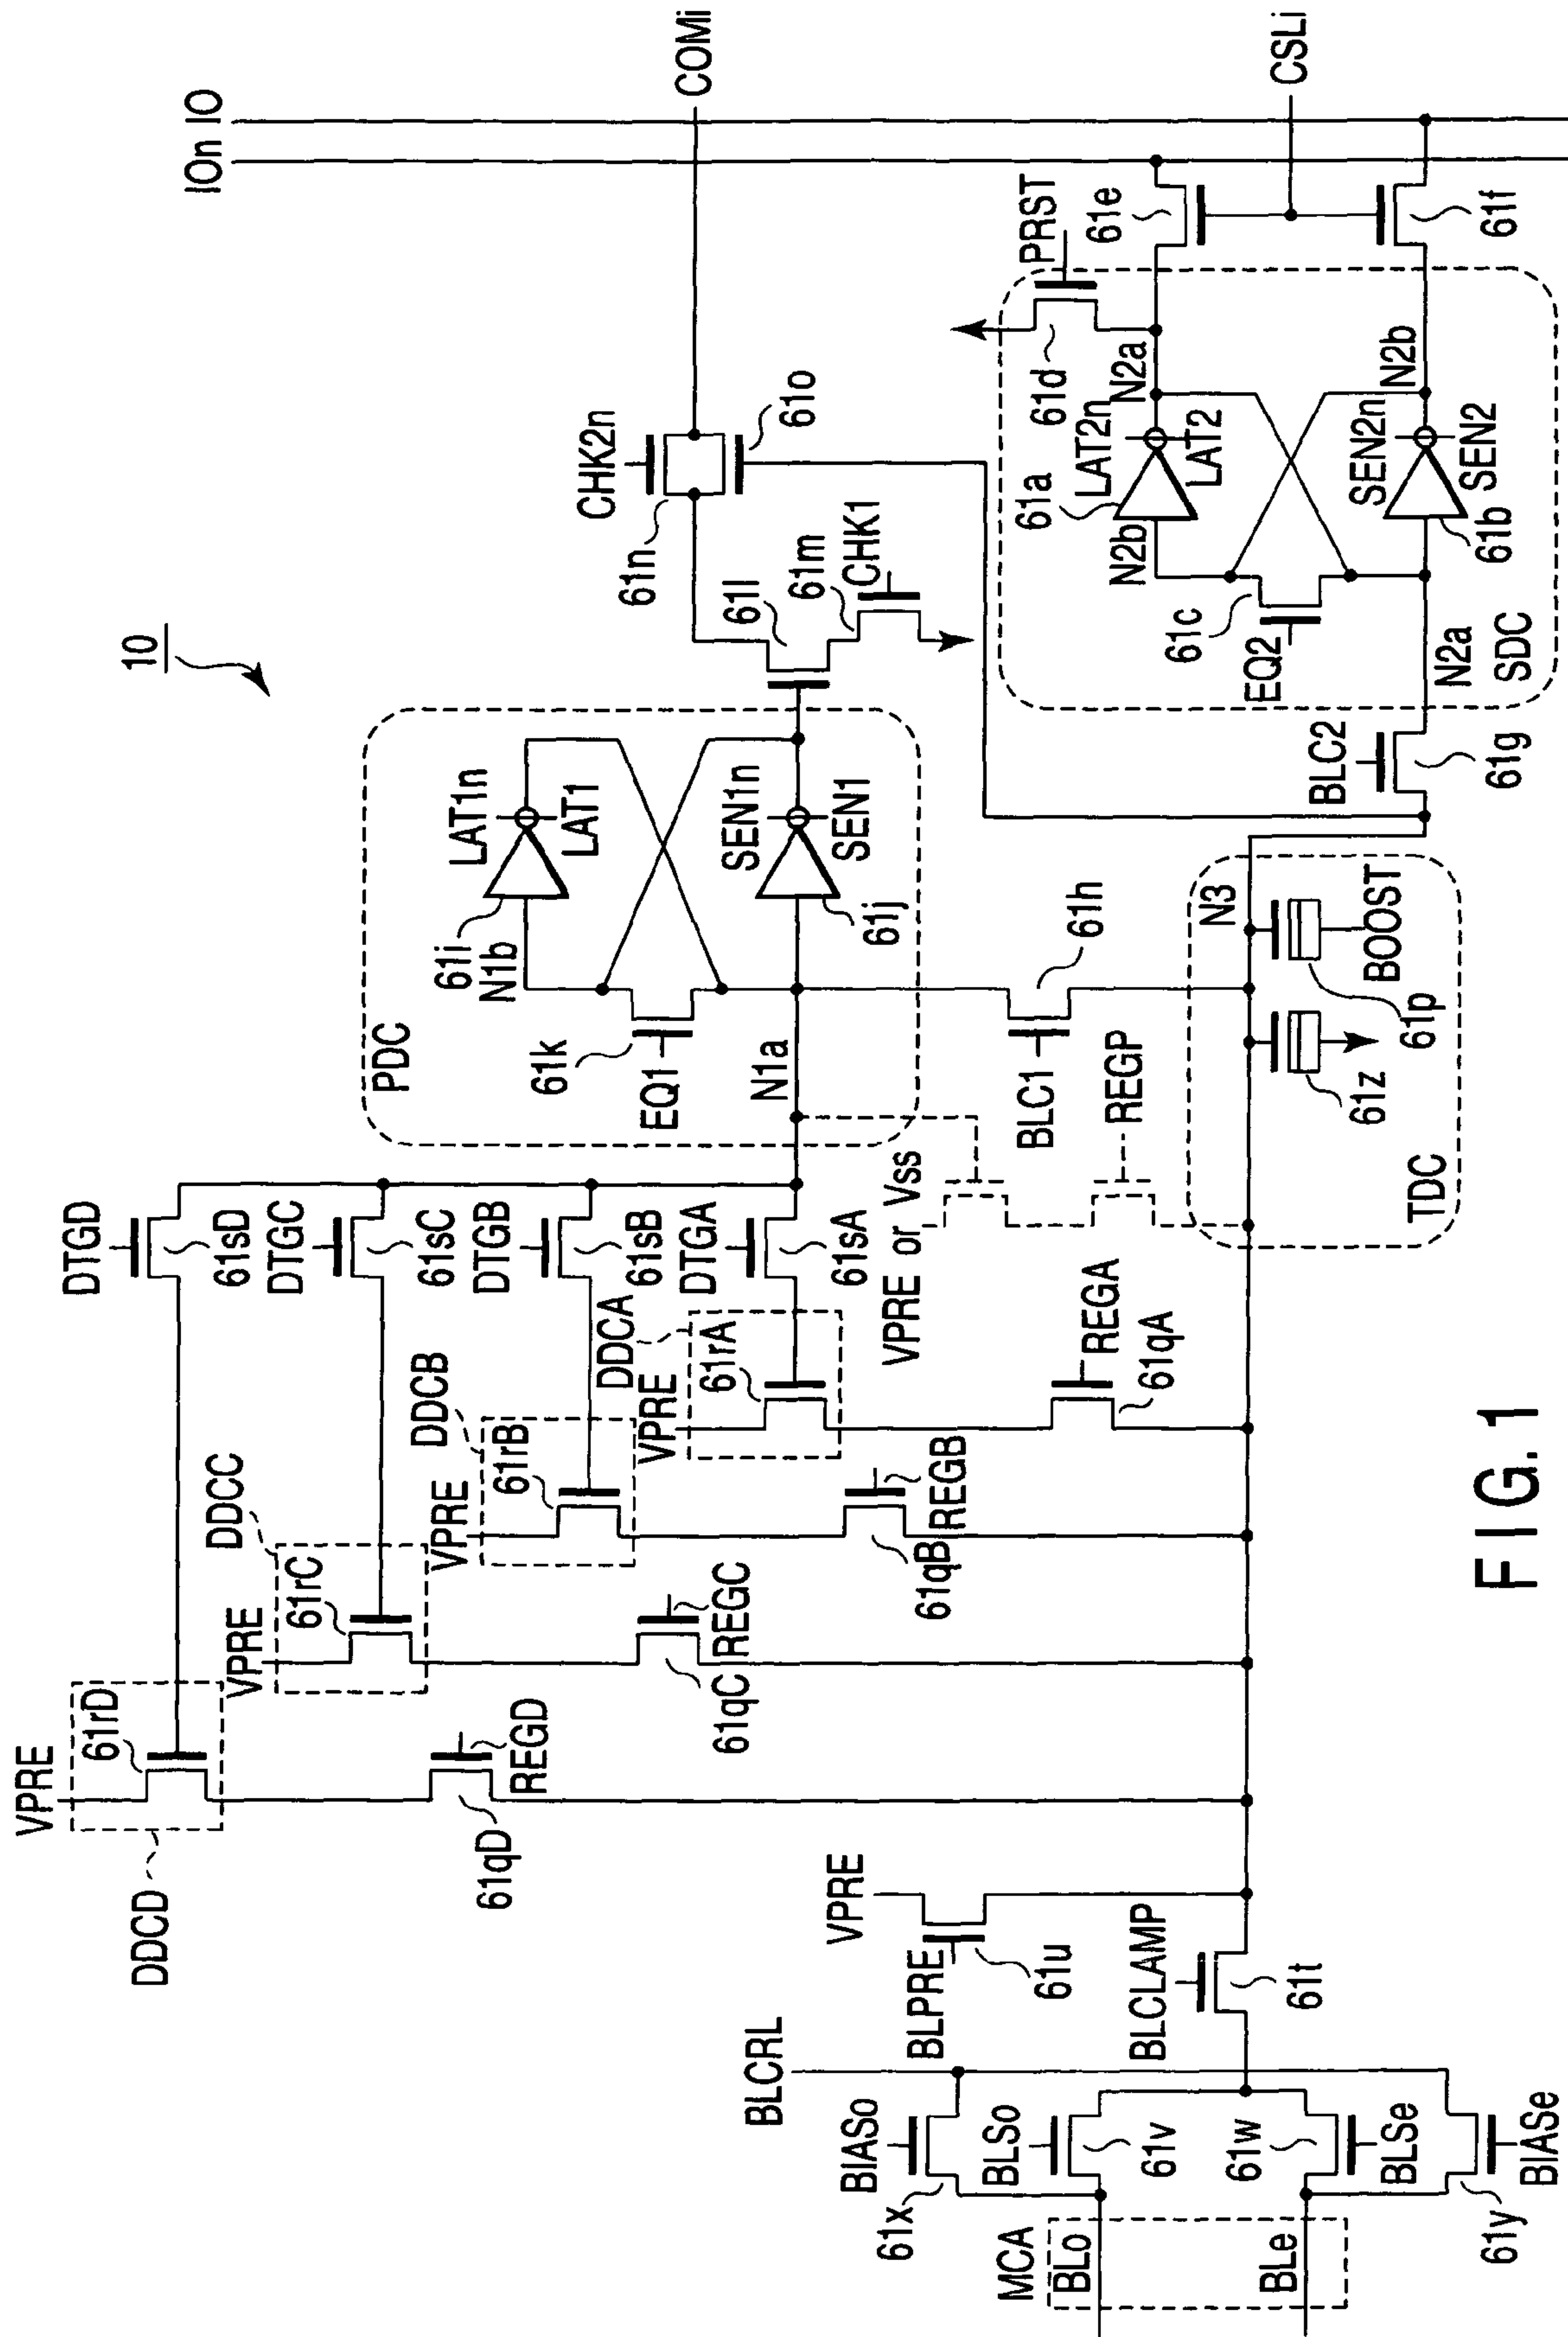 10
IOn IO
COMi
CHK2n
61n
61o
61l
61m
CHK1
PRST
61d
61e
CSLi
61f
61a
LAT2n
LAT2
N2a
N2b
N2b
SEN2n
SEN2
61b
61c
EQ2
N2a
SDC
BLC2
61g
PDC
LAT1n
LAT1
61i
N1b
SEN1n
SEN1
61j
61k
EQ1
N1a
61h
BLC1
REGP
VPRE or Vss
N3
BOOST
61p
61z
TDC
DTGD
61sD
DTGC
61sC
DTGB
61sB
DTGA
61sA
DDCA
61rA
VPRE
REGA
61qA
DDCB
61rB
VPRE
REGB
61qB
DDCC
61rC
VPRE
REGC
61qC
VPRE
61rD
DDCD
REGD
61qD
VPRE
BLPRE
61u
BLCLAMP
61t
BLCRL
BIASo
61x
BLSo
61v
61w
BLSe
BIASe
61y
MCA
BLo
BLe
FIG. 1